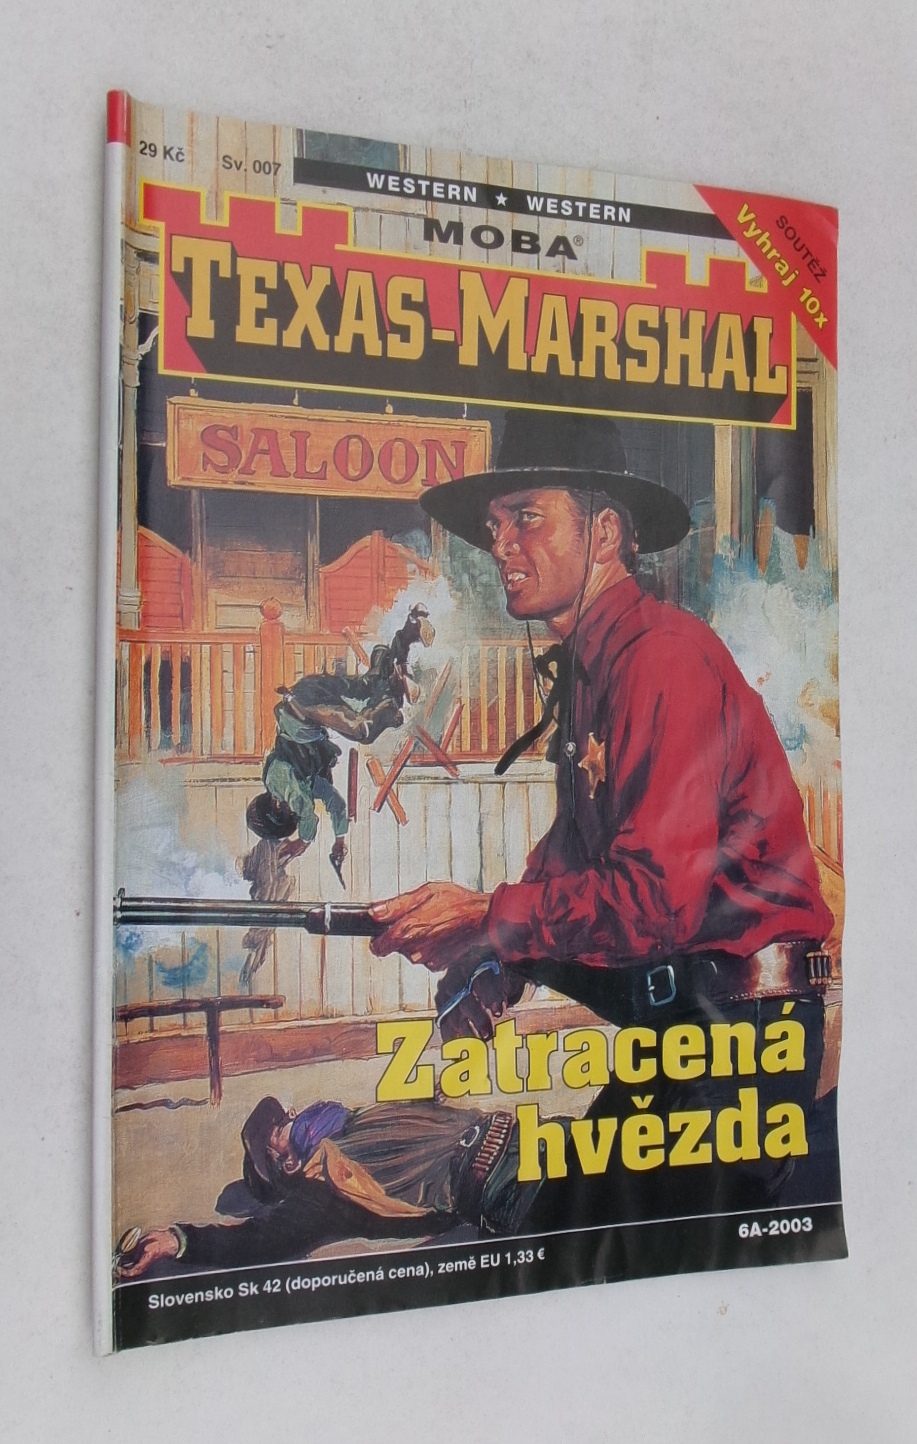 29 Kč
Sv. 007
WESTERN ★ WESTERN
MOBA®
SOUTĚŽ
Vyhraj 10x
TEXAS-MARSHAL
SALOON
Zatracená
hvězda
6A-2003
Slovensko Sk 42 (doporučená cena), země EU 1,33 €